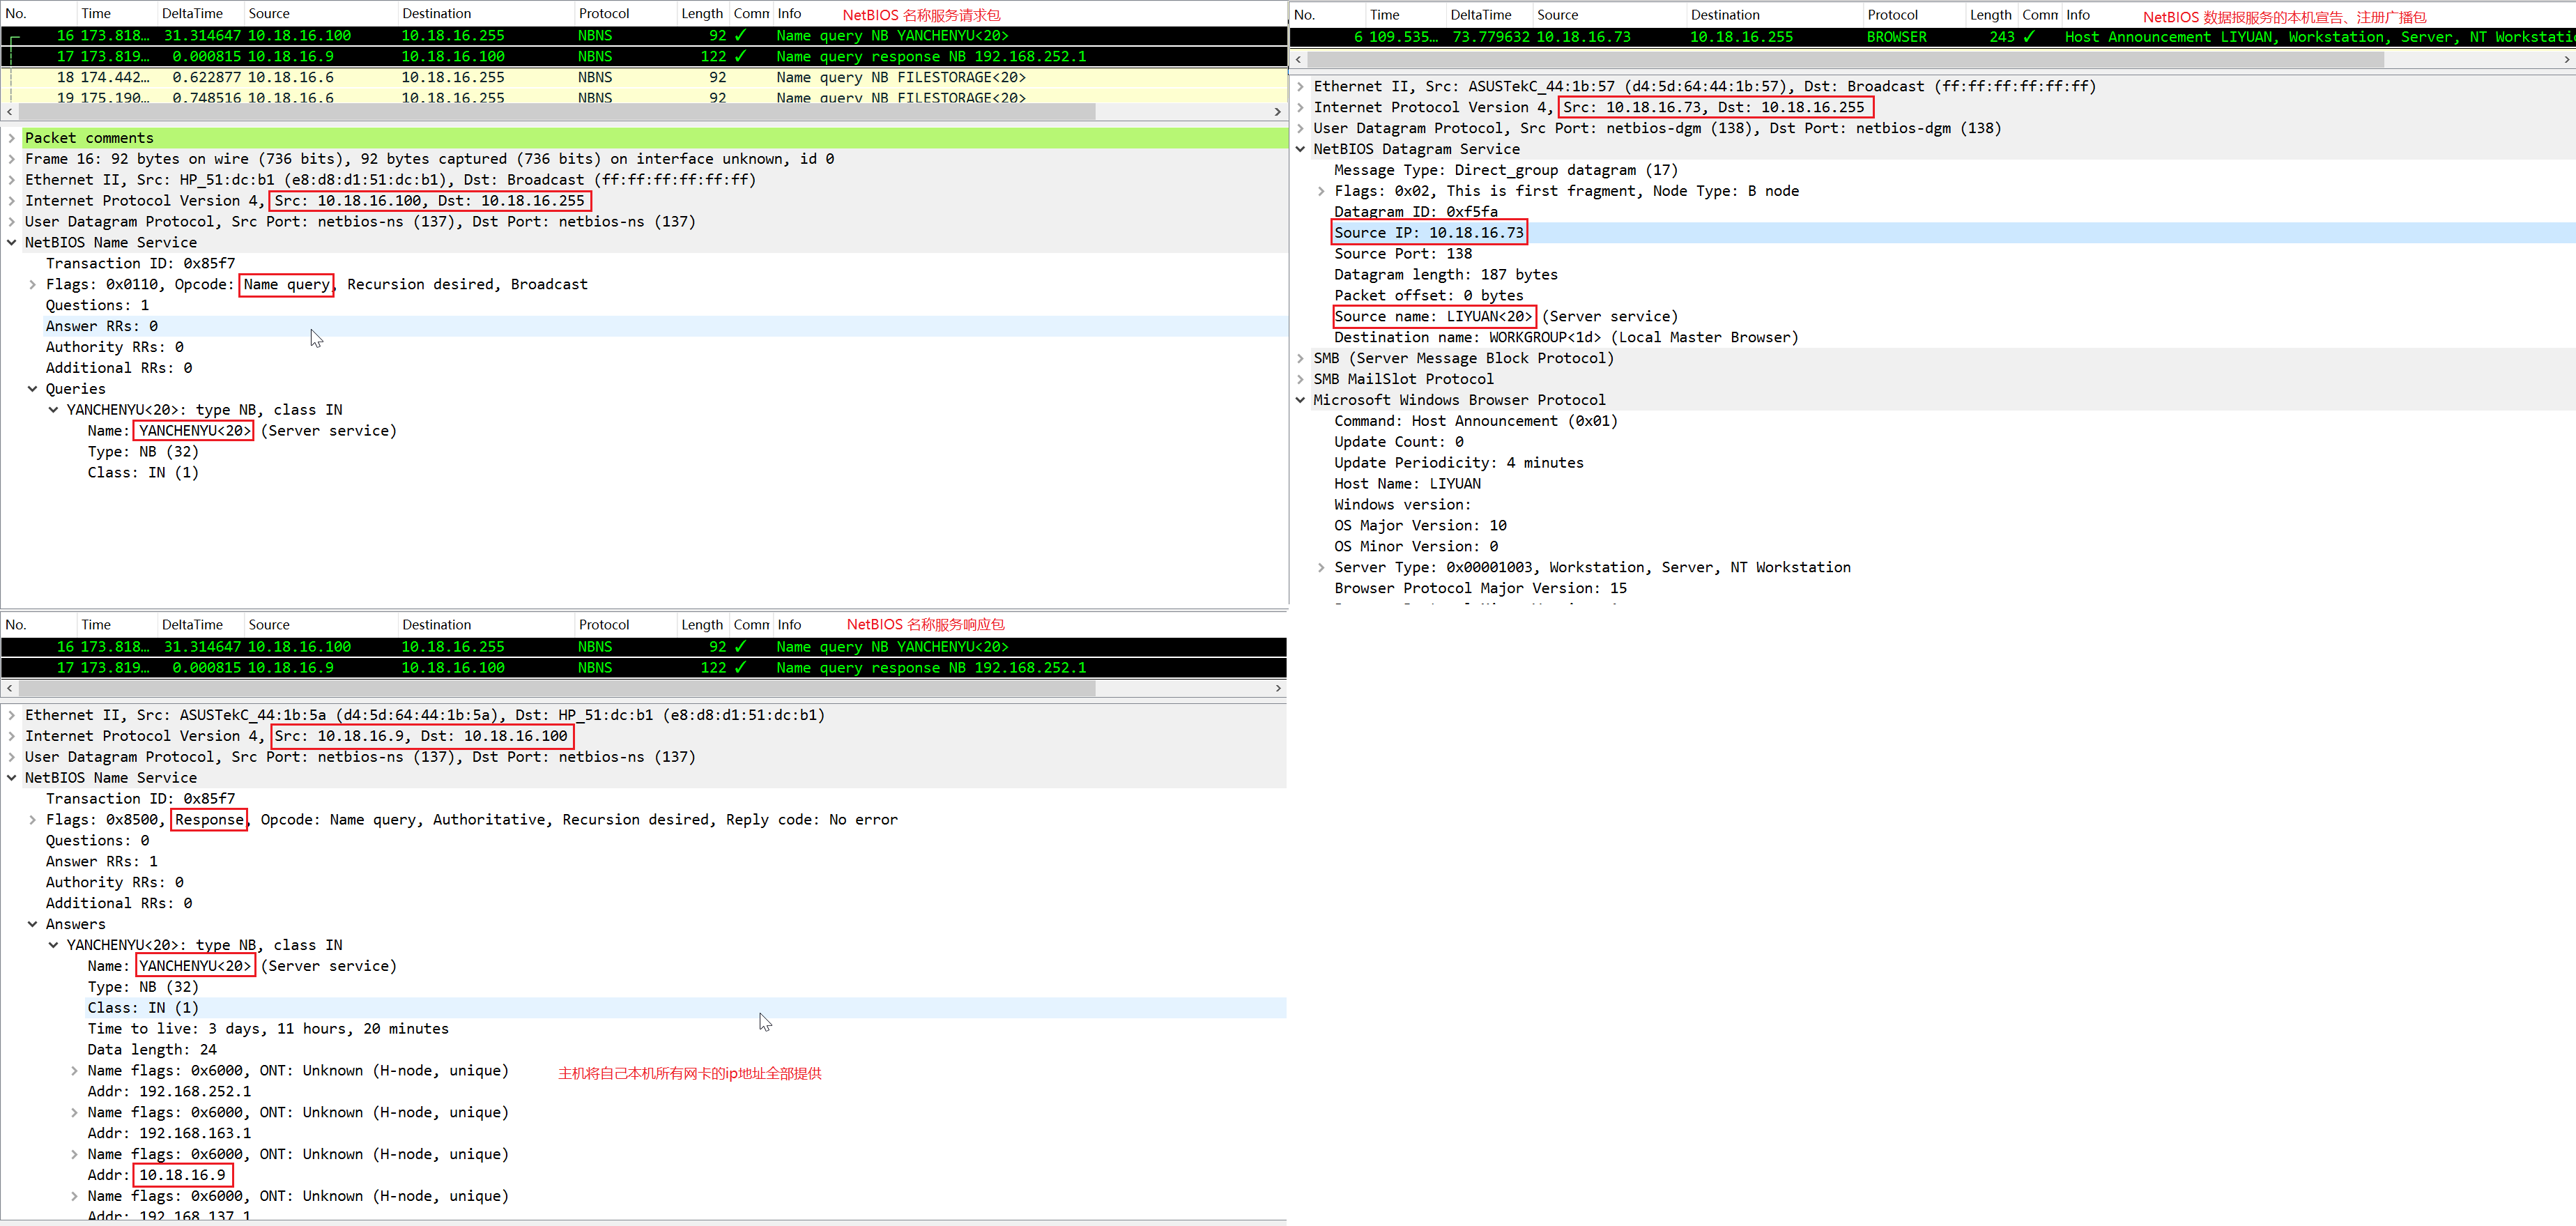 No. Time DeltaTime Source Destination Protocol Length Comm Info NetBIOS 名称服务请求包
16 173.818… 31.314647 10.18.16.100 10.18.16.255 NBNS 92 ✓ Name query NB YANCHENYU<20>
17 173.819… 0.000815 10.18.16.9 10.18.16.100 NBNS 122 ✓ Name query response NB 192.168.252.1
18 174.442… 0.622877 10.18.16.6 10.18.16.255 NBNS 92 Name query NB FILESTORAGE<20>
19 175.190… 0.748516 10.18.16.6 10.18.16.255 NBNS 92 Name query NB FILESTORAGE<20>
Packet comments
Frame 16: 92 bytes on wire (736 bits), 92 bytes captured (736 bits) on interface unknown, id 0
Ethernet II, Src: HP_51:dc:b1 (e8:d8:d1:51:dc:b1), Dst: Broadcast (ff:ff:ff:ff:ff:ff)
Internet Protocol Version 4, Src: 10.18.16.100, Dst: 10.18.16.255
User Datagram Protocol, Src Port: netbios-ns (137), Dst Port: netbios-ns (137)
NetBIOS Name Service
Transaction ID: 0x85f7
Flags: 0x0110, Opcode: Name query, Recursion desired, Broadcast
Questions: 1
Answer RRs: 0
Authority RRs: 0
Additional RRs: 0
Queries
YANCHENYU<20>: type NB, class IN
Name: YANCHENYU<20> (Server service)
Type: NB (32)
Class: IN (1)
No. Time DeltaTime Source Destination Protocol Length Comm Info NetBIOS 数据报服务的本机宣告、注册广播包
6 109.535… 73.779632 10.18.16.73 10.18.16.255 BROWSER 243 ✓ Host Announcement LIYUAN, Workstation, Server, NT Workstati
Ethernet II, Src: ASUSTekC_44:1b:57 (d4:5d:64:44:1b:57), Dst: Broadcast (ff:ff:ff:ff:ff:ff)
Internet Protocol Version 4, Src: 10.18.16.73, Dst: 10.18.16.255
User Datagram Protocol, Src Port: netbios-dgm (138), Dst Port: netbios-dgm (138)
NetBIOS Datagram Service
Message Type: Direct_group datagram (17)
Flags: 0x02, This is first fragment, Node Type: B node
Datagram ID: 0xf5fa
Source IP: 10.18.16.73
Source Port: 138
Datagram length: 187 bytes
Packet offset: 0 bytes
Source name: LIYUAN<20> (Server service)
Destination name: WORKGROUP<1d> (Local Master Browser)
SMB (Server Message Block Protocol)
SMB MailSlot Protocol
Microsoft Windows Browser Protocol
Command: Host Announcement (0x01)
Update Count: 0
Update Periodicity: 4 minutes
Host Name: LIYUAN
Windows version:
OS Major Version: 10
OS Minor Version: 0
Server Type: 0x00001003, Workstation, Server, NT Workstation
Browser Protocol Major Version: 15
No. Time DeltaTime Source Destination Protocol Length Comm Info NetBIOS 名称服务响应包
16 173.818… 31.314647 10.18.16.100 10.18.16.255 NBNS 92 ✓ Name query NB YANCHENYU<20>
17 173.819… 0.000815 10.18.16.9 10.18.16.100 NBNS 122 ✓ Name query response NB 192.168.252.1
Ethernet II, Src: ASUSTekC_44:1b:5a (d4:5d:64:44:1b:5a), Dst: HP_51:dc:b1 (e8:d8:d1:51:dc:b1)
Internet Protocol Version 4, Src: 10.18.16.9, Dst: 10.18.16.100
User Datagram Protocol, Src Port: netbios-ns (137), Dst Port: netbios-ns (137)
NetBIOS Name Service
Transaction ID: 0x85f7
Flags: 0x8500, Response, Opcode: Name query, Authoritative, Recursion desired, Reply code: No error
Questions: 0
Answer RRs: 1
Authority RRs: 0
Additional RRs: 0
Answers
YANCHENYU<20>: type NB, class IN
Name: YANCHENYU<20> (Server service)
Type: NB (32)
Class: IN (1)
Time to live: 3 days, 11 hours, 20 minutes
Data length: 24
Name flags: 0x6000, ONT: Unknown (H-node, unique) 主机将自己本机所有网卡的ip地址全部提供
Addr: 192.168.252.1
Name flags: 0x6000, ONT: Unknown (H-node, unique)
Addr: 192.168.163.1
Name flags: 0x6000, ONT: Unknown (H-node, unique)
Addr: 10.18.16.9
Name flags: 0x6000, ONT: Unknown (H-node, unique)
Addr: 192.168.137.1